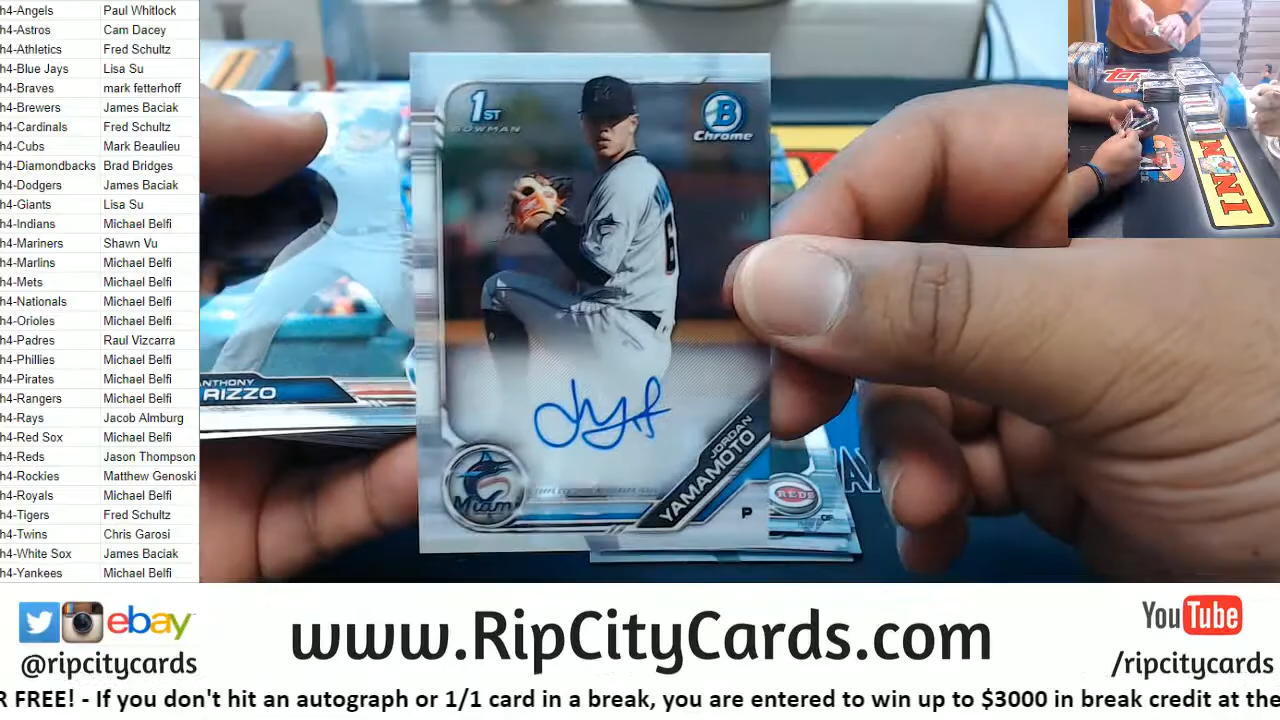 h4-Angels Paul Whitlock
h4-Astros Cam Dacey
h4-Athletics Fred Schultz
h4-Blue Jays Lisa Su
h4-Braves mark fetterhoff
h4-Brewers James Baciak
h4-Cardinals Fred Schultz
h4-Cubs Mark Beaulieu
h4-Diamondbacks Brad Bridges
h4-Dodgers James Baciak
h4-Giants Lisa Su
h4-Indians Michael Belfi
h4-Mariners Shawn Vu
h4-Marlins Michael Belfi
h4-Mets Michael Belfi
h4-Nationals Michael Belfi
h4-Orioles Michael Belfi
h4-Padres Raul Vizcarra
h4-Phillies Michael Belfi
h4-Pirates Michael Belfi
h4-Rangers Michael Belfi
h4-Rays Jacob Almburg
h4-Red Sox Michael Belfi
h4-Reds Jason Thompson
h4-Rockies Matthew Genoski
h4-Royals Michael Belfi
h4-Tigers Fred Schultz
h4-Twins Chris Garosi
h4-White Sox James Baciak
h4-Yankees Michael Belfi
1ST
BOWMAN
B
Chrome
6
JORDAN
YAMAMOTO
P
Miami
NTHONY
RIZZO
REDS
OF
NNI
ebay
@ripcitycards
www.RipCityCards.com
YouTube
/ripcitycards
R FREE! - If you don't hit an autograph or 1/1 card in a break, you are entered to win up to $3000 in break credit at the